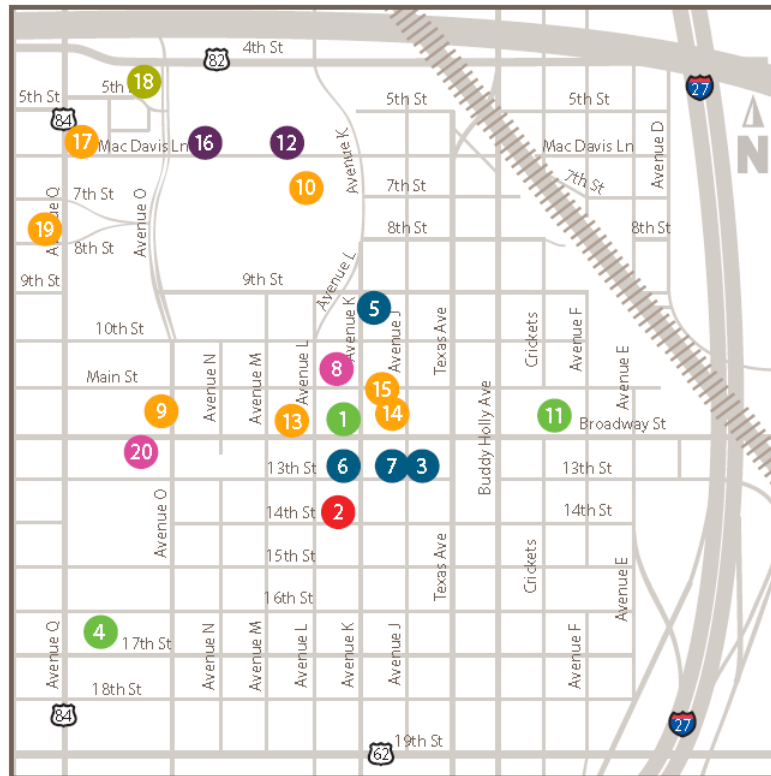 4th St
82
27
5th St
18
5th St
84
5th St
5th St
17
Mac Davis Ln
16
12
Avenue K
Mac Davis Ln
Avenue D
N
10
7th St
7th St
7th St
Avenue Q
Avenue O
19
8th St
8th St
8th St
9th St
9th St
Avenue L
10th St
Avenue K
5
Avenue J
Texas Ave
Crickets
Avenue F
Avenue E
Main St
Avenue N
Avenue M
Avenue L
8
15
9
13
1
14
11
Broadway St
20
13th St
6
7
3
Buddy Holly Ave
13th St
Avenue O
14th St
2
14th St
15th St
Texas Ave
Crickets
Avenue E
16th St
4
17th St
Avenue Q
Avenue N
Avenue M
Avenue L
Avenue K
Avenue J
Avenue F
18th St
84
27
19th St
62